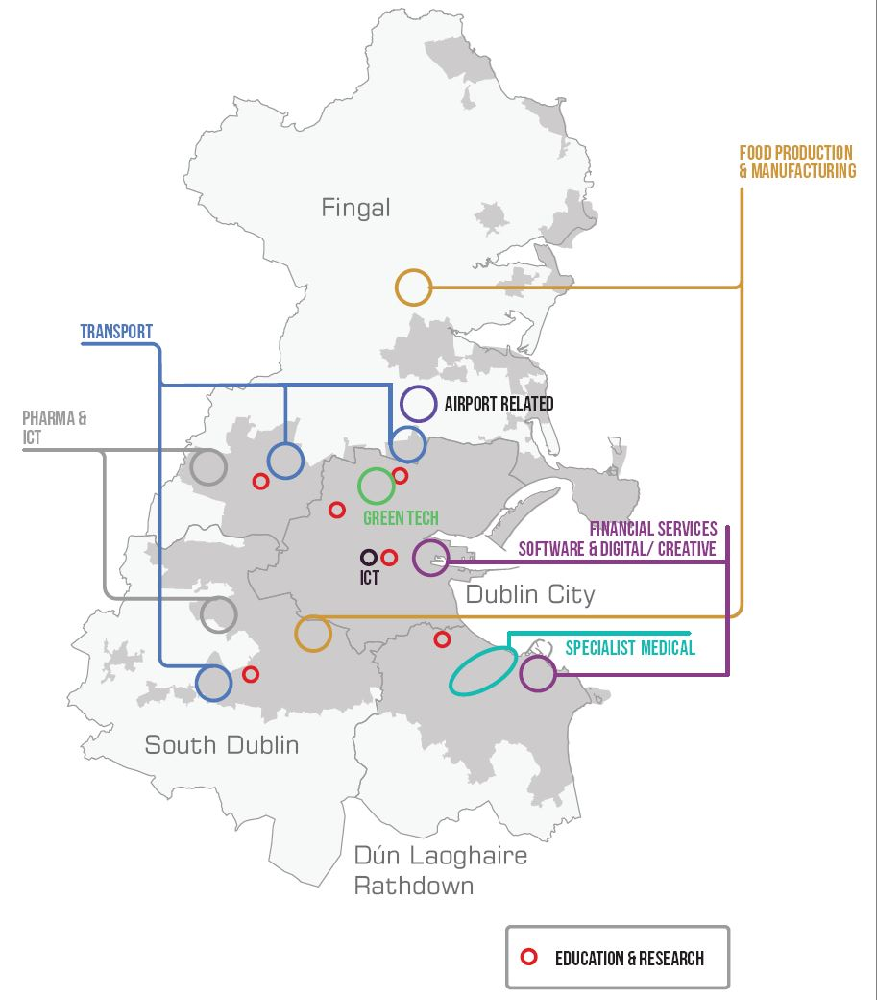 FOOD PRODUCTION
& MANUFACTURING
Fingal
TRANSPORT
AIRPORT RELATED
PHARMA &
ICT
GREEN TECH
FINANCIAL SERVICES
SOFTWARE & DIGITAL/ CREATIVE
ICT
Dublin City
SPECIALIST MEDICAL
South Dublin
Dún Laoghaire
Rathdown
EDUCATION & RESEARCH